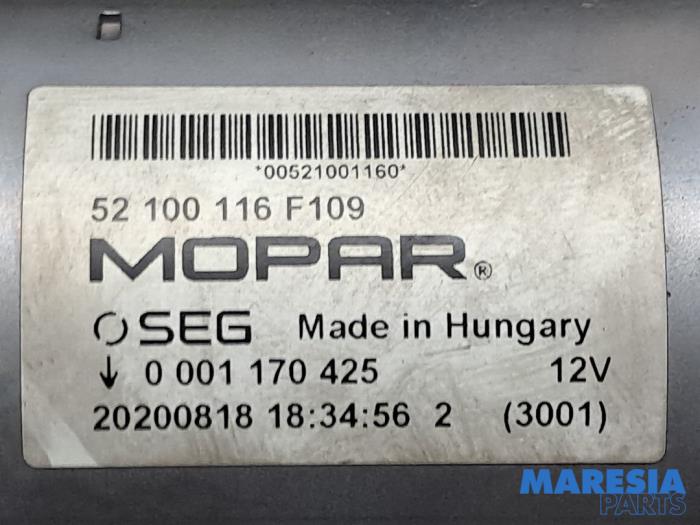 *00521001160*
52 100 116 F109
MOPAR®
SEG Made in Hungary
↓ 0 001 170 425 12V
20200818 18:34:56 2 (3001)
MARESIA
PARTS